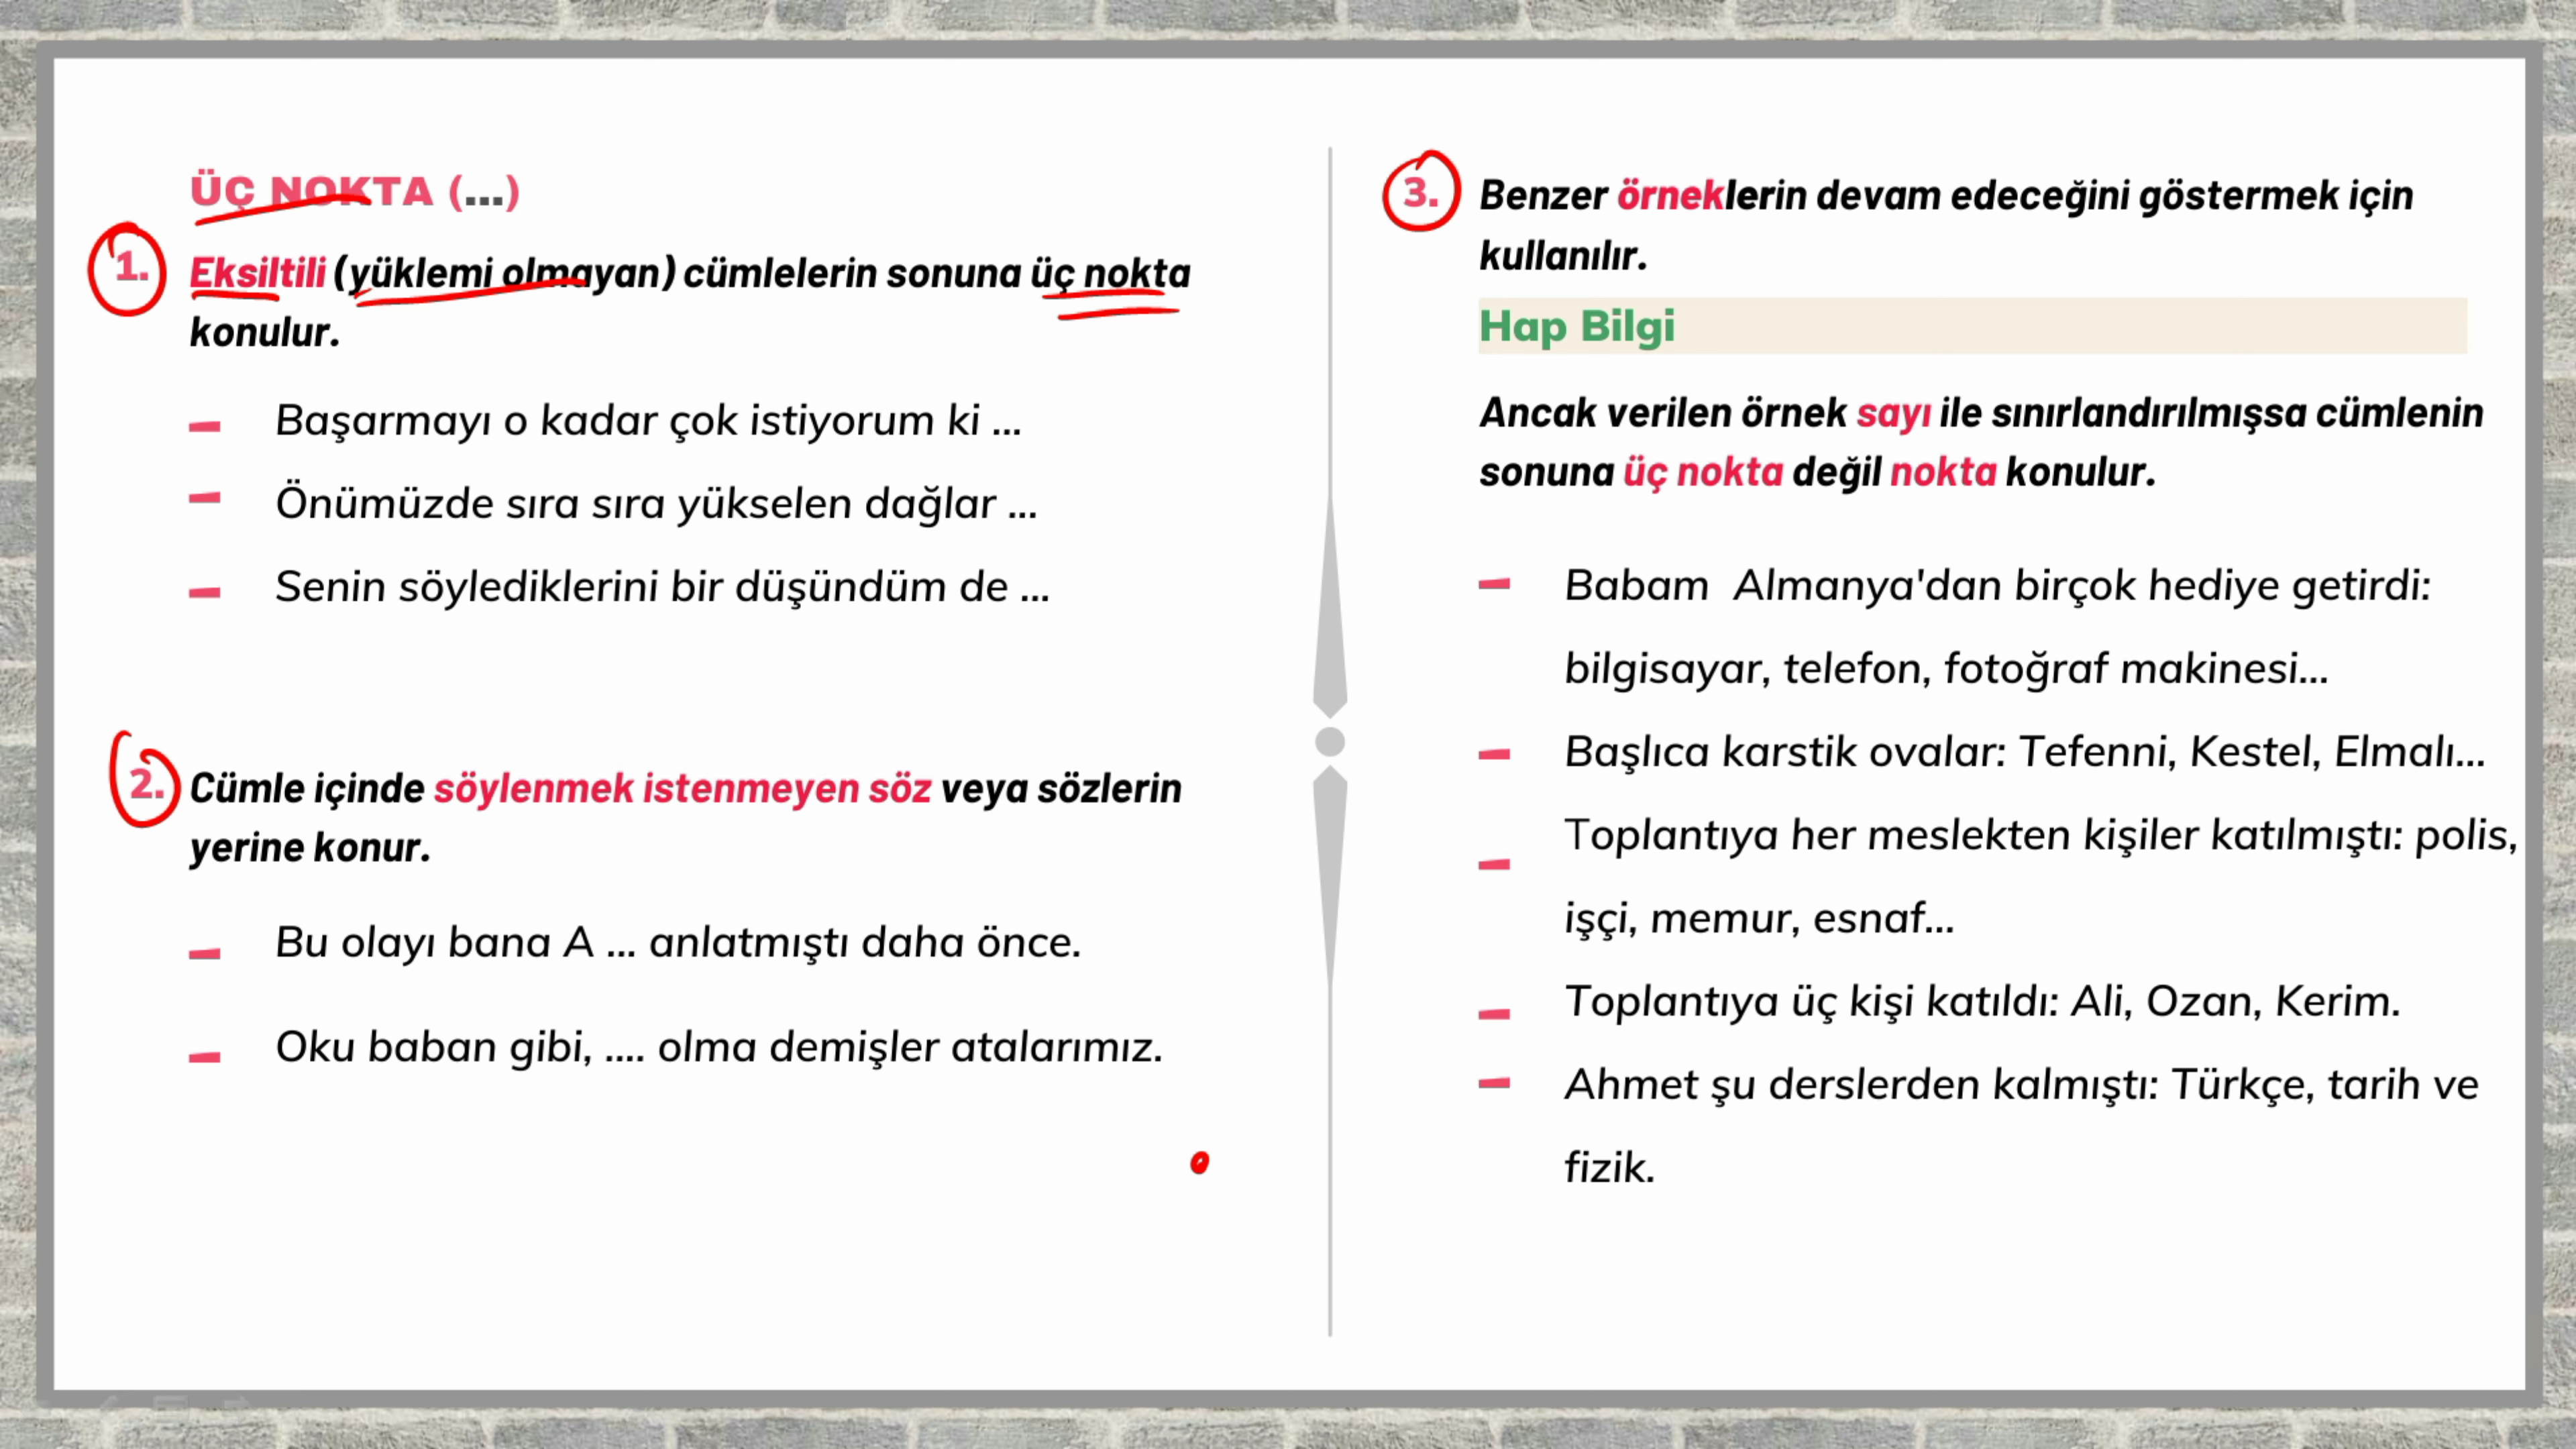 ÜÇ NOKTA (...)
1. Eksiltili (yüklemi olmayan) cümlelerin sonuna üç nokta
konulur.
Başarmayı o kadar çok istiyorum ki ...
Önümüzde sıra sıra yükselen dağlar ...
Senin söylediklerini bir düşündüm de ...
2. Cümle içinde söylenmek istenmeyen söz veya sözlerin
yerine konur.
Bu olayı bana A ... anlatmıştı daha önce.
Oku baban gibi, .... olma demişler atalarımız.
3. Benzer örneklerin devam edeceğini göstermek için
kullanılır.
Hap Bilgi
Ancak verilen örnek sayı ile sınırlandırılmışsa cümlenin
sonuna üç nokta değil nokta konulur.
Babam Almanya'dan birçok hediye getirdi:
bilgisayar, telefon, fotoğraf makinesi...
Başlıca karstik ovalar: Tefenni, Kestel, Elmalı...
Toplantıya her meslekten kişiler katılmıştı: polis,
işçi, memur, esnaf...
Toplantıya üç kişi katıldı: Ali, Ozan, Kerim.
Ahmet şu derslerden kalmıştı: Türkçe, tarih ve
fizik.